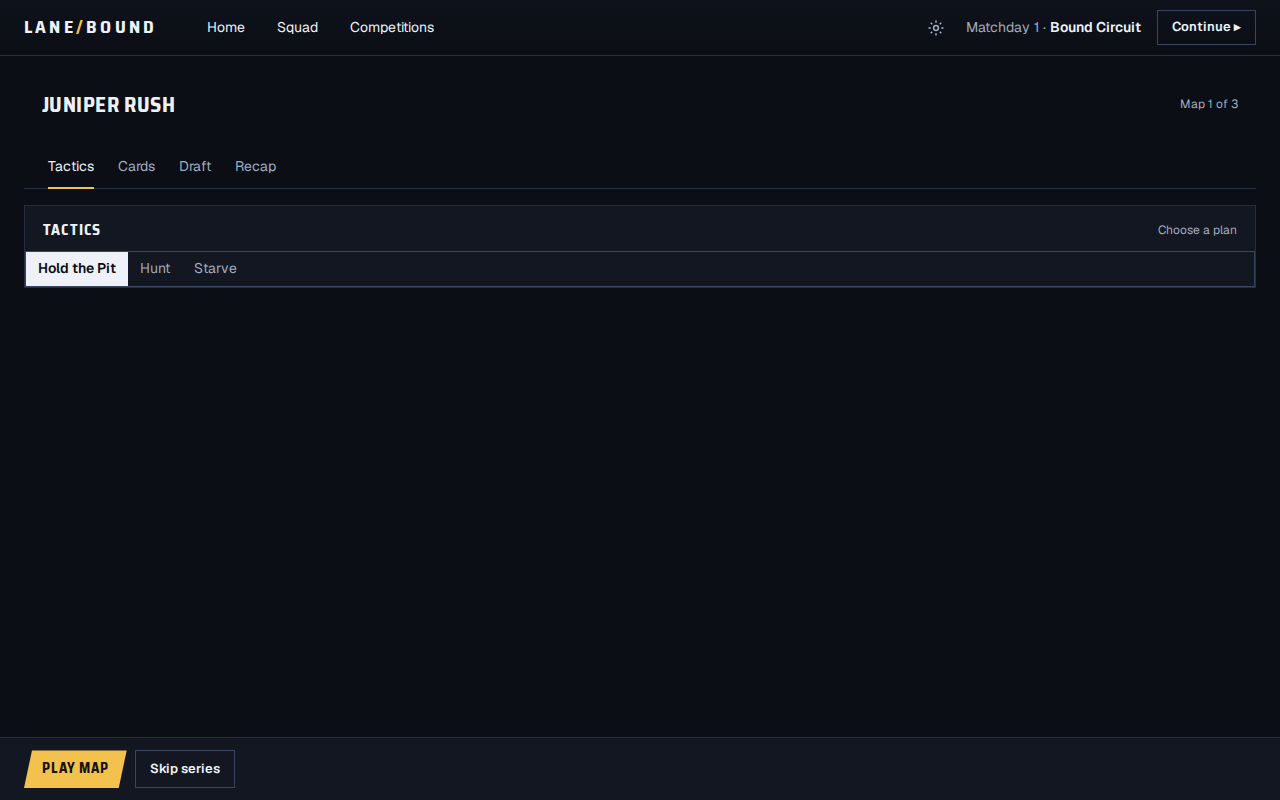 LANE/BOUND Home Squad Competitions Matchday 1 · Bound Circuit Continue ▸
JUNIPER RUSH Map 1 of 3
Tactics Cards Draft Recap
TACTICS Choose a plan
Hold the Pit Hunt Starve
PLAY MAP Skip series